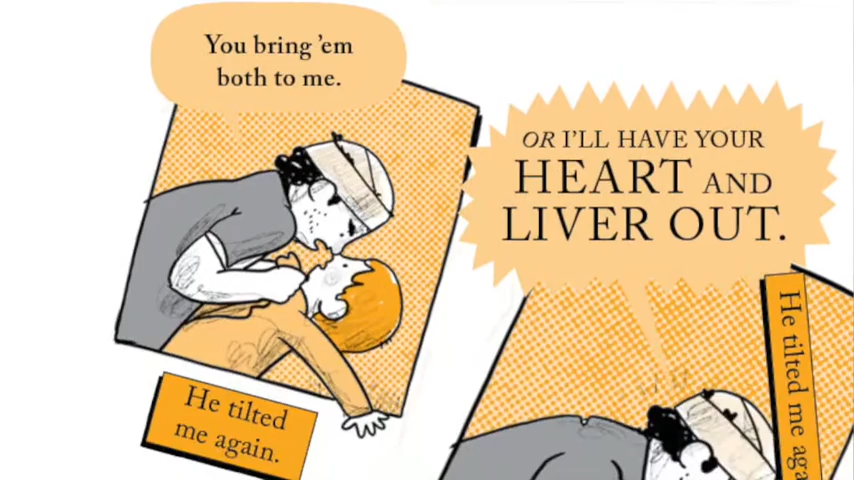 You bring ’em
both to me.
OR I’LL HAVE YOUR
HEART AND
LIVER OUT.
He tilted
me again.
He tilted me aga